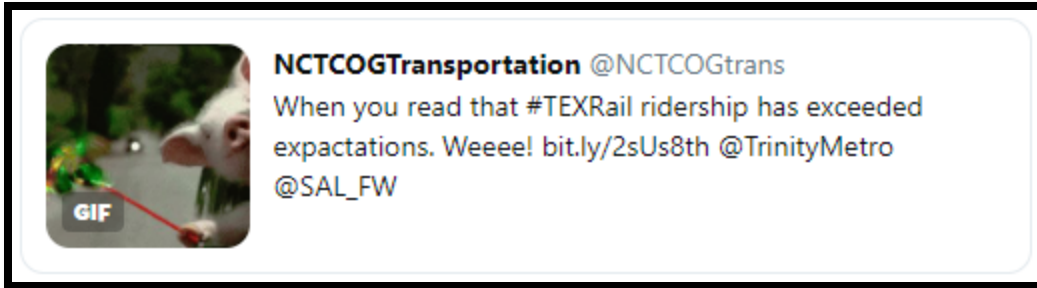 NCTCOGTransportation @NCTCOGtrans
When you read that #TEXRail ridership has exceeded
expactations. Weeee! bit.ly/2sUs8th @TrinityMetro
@SAL_FW
GIF